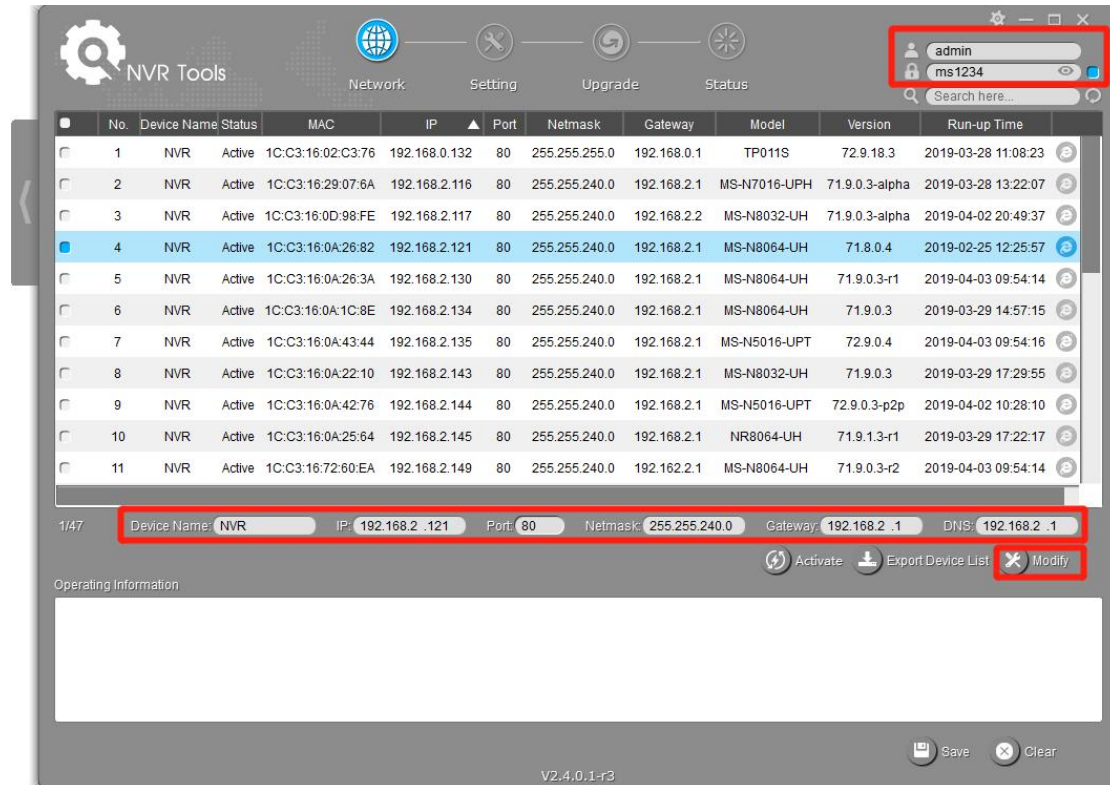 admin
NVR Tools
ms1234
Network Setting Upgrade Status
Search here...
No. Device Name Status MAC IP Port Netmask Gateway Model Version Run-up Time
1 NVR Active 1C:C3:16:02:C3:76 192.168.0.132 80 255.255.255.0 192.168.0.1 TP011S 72.9.18.3 2019-03-28 11:08:23
2 NVR Active 1C:C3:16:29:07:6A 192.168.2.116 80 255.255.240.0 192.168.2.1 MS-N7016-UPH 71.9.0.3-alpha 2019-03-28 13:22:07
3 NVR Active 1C:C3:16:0D:98:FE 192.168.2.117 80 255.255.240.0 192.168.2.2 MS-N8032-UH 71.9.0.3-alpha 2019-04-02 20:49:37
4 NVR Active 1C:C3:16:0A:26:82 192.168.2.121 80 255.255.240.0 192.168.2.1 MS-N8064-UH 71.8.0.4 2019-02-25 12:25:57
5 NVR Active 1C:C3:16:0A:26:3A 192.168.2.130 80 255.255.240.0 192.168.2.1 MS-N8064-UH 71.9.0.3-r1 2019-04-03 09:54:14
6 NVR Active 1C:C3:16:0A:1C:8E 192.168.2.134 80 255.255.240.0 192.168.2.1 MS-N8064-UH 71.9.0.3 2019-03-29 14:57:15
7 NVR Active 1C:C3:16:0A:43:44 192.168.2.135 80 255.255.240.0 192.168.2.1 MS-N5016-UPT 72.9.0.4 2019-04-03 09:54:16
8 NVR Active 1C:C3:16:0A:22:10 192.168.2.143 80 255.255.240.0 192.168.2.1 MS-N8032-UH 71.9.0.3 2019-03-29 17:29:55
9 NVR Active 1C:C3:16:0A:42:76 192.168.2.144 80 255.255.240.0 192.168.2.1 MS-N5016-UPT 72.9.0.3-p2p 2019-04-02 10:28:10
10 NVR Active 1C:C3:16:0A:25:64 192.168.2.145 80 255.255.240.0 192.168.2.1 NR8064-UH 71.9.1.3-r1 2019-03-29 17:22:17
11 NVR Active 1C:C3:16:72:60:EA 192.168.2.149 80 255.255.240.0 192.162.2.1 MS-N8064-UH 71.9.0.3-r2 2019-04-03 09:54:14
1/47 Device Name: NVR IP: 192.168.2 .121 Port: 80 Netmask: 255.255.240.0 Gateway: 192.168.2 .1 DNS: 192.168.2 .1
Activate Export Device List Modify
Operating Information
Save Clear
V2.4.0.1-r3